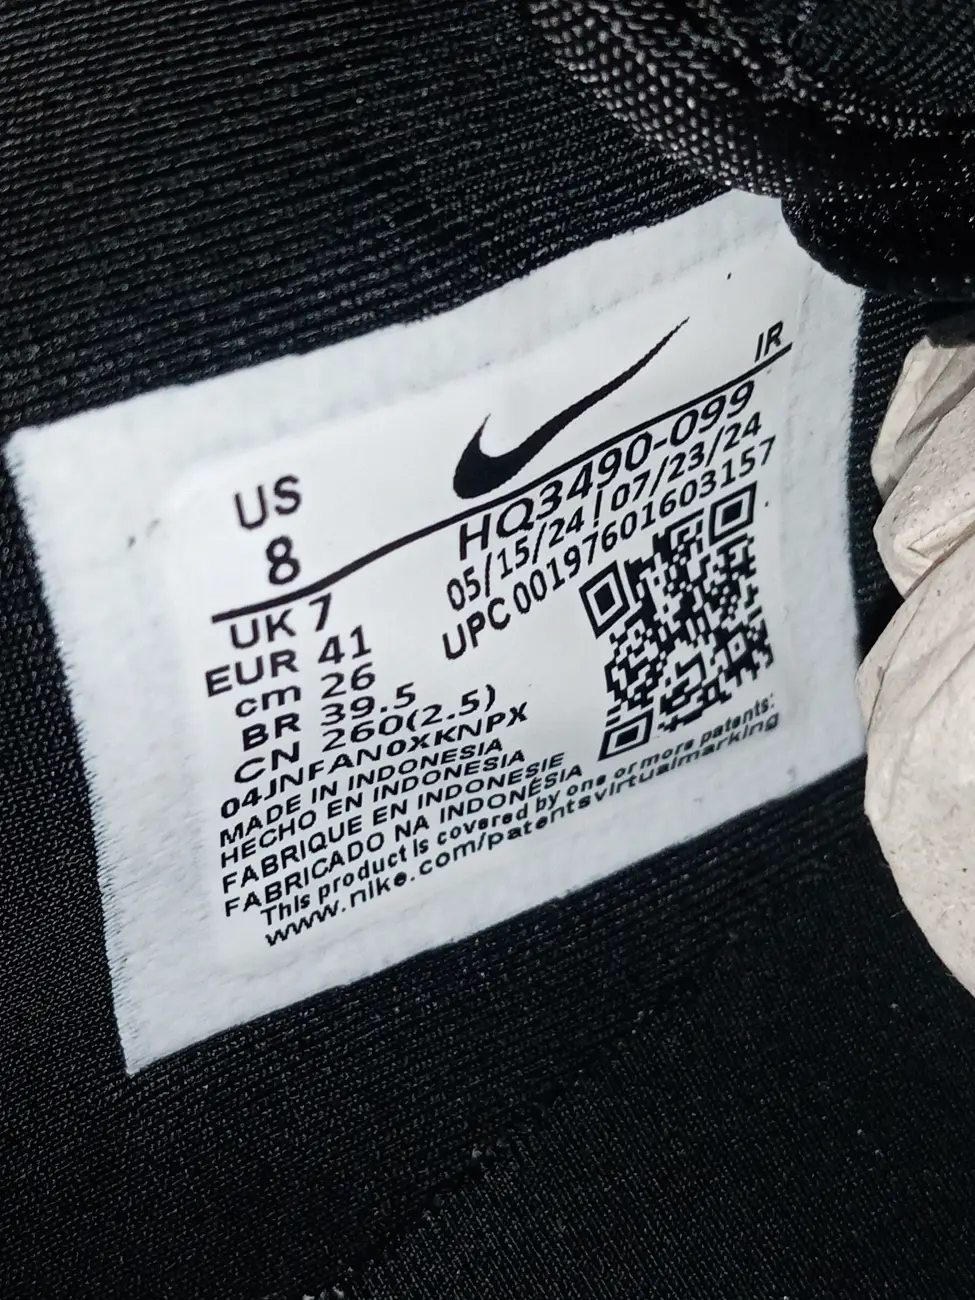 IR
US
8
HQ3490-099
05/15/24 / 07/23/24
UPC 00197601603157
UK 7
EUR 41
cm 26
BR 39.5
CN 260(2.5)
04JNFAN0XKNPX
MADE IN INDONESIA
HECHO EN INDONESIA
FABRIQUE EN INDONESIE
FABRICADO NA INDONÉSIA
This product is covered by one or more patents:
www.nike.com/patentsvirtualmarking